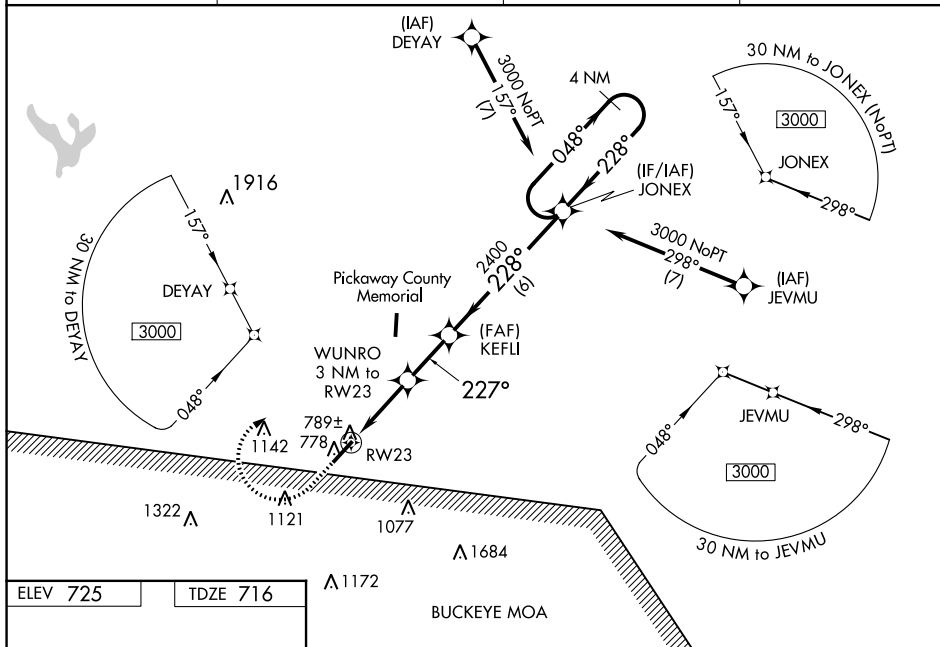 (IAF)
DEYAY
3000 NoPT
157°
(7)
4 NM
048°
228°
(IF/IAF)
JONEX
30 NM to JONEX (NoPT)
157°
3000
JONEX
298°
1916
157°
30 NM to DEYAY
DEYAY
3000
048°
Pickaway County
Memorial
2400
228°
(6)
3000 NoPT
298°
(7)
(IAF)
JEVMU
(FAF)
KEFLI
WUNRO
3 NM to
RW23
227°
789±
778
RW23
1142
1121
1322
1077
1684
1172
JEVMU
048°
298°
3000
30 NM to JEVMU
ELEV 725
TDZE 716
BUCKEYE MOA